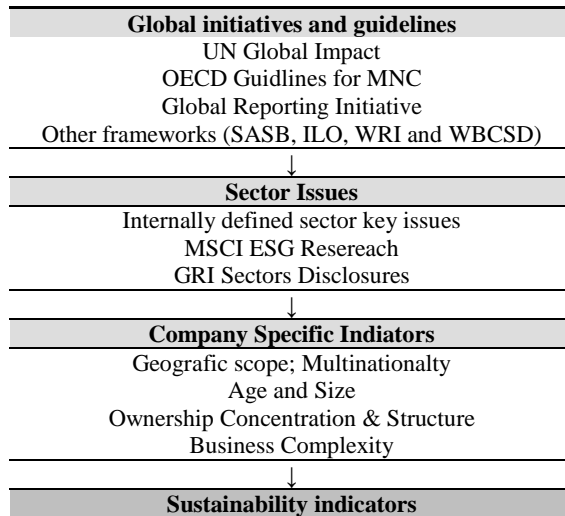 Global initiatives and guidelines
UN Global Impact
OECD Guidlines for MNC
Global Reporting Initiative
Other frameworks (SASB, ILO, WRI and WBCSD)
↓
Sector Issues
Internally defined sector key issues
MSCI ESG Resereach
GRI Sectors Disclosures
↓
Company Specific Indiators
Geografic scope; Multinationalty
Age and Size
Ownership Concentration & Structure
Business Complexity
↓
Sustainability indicators